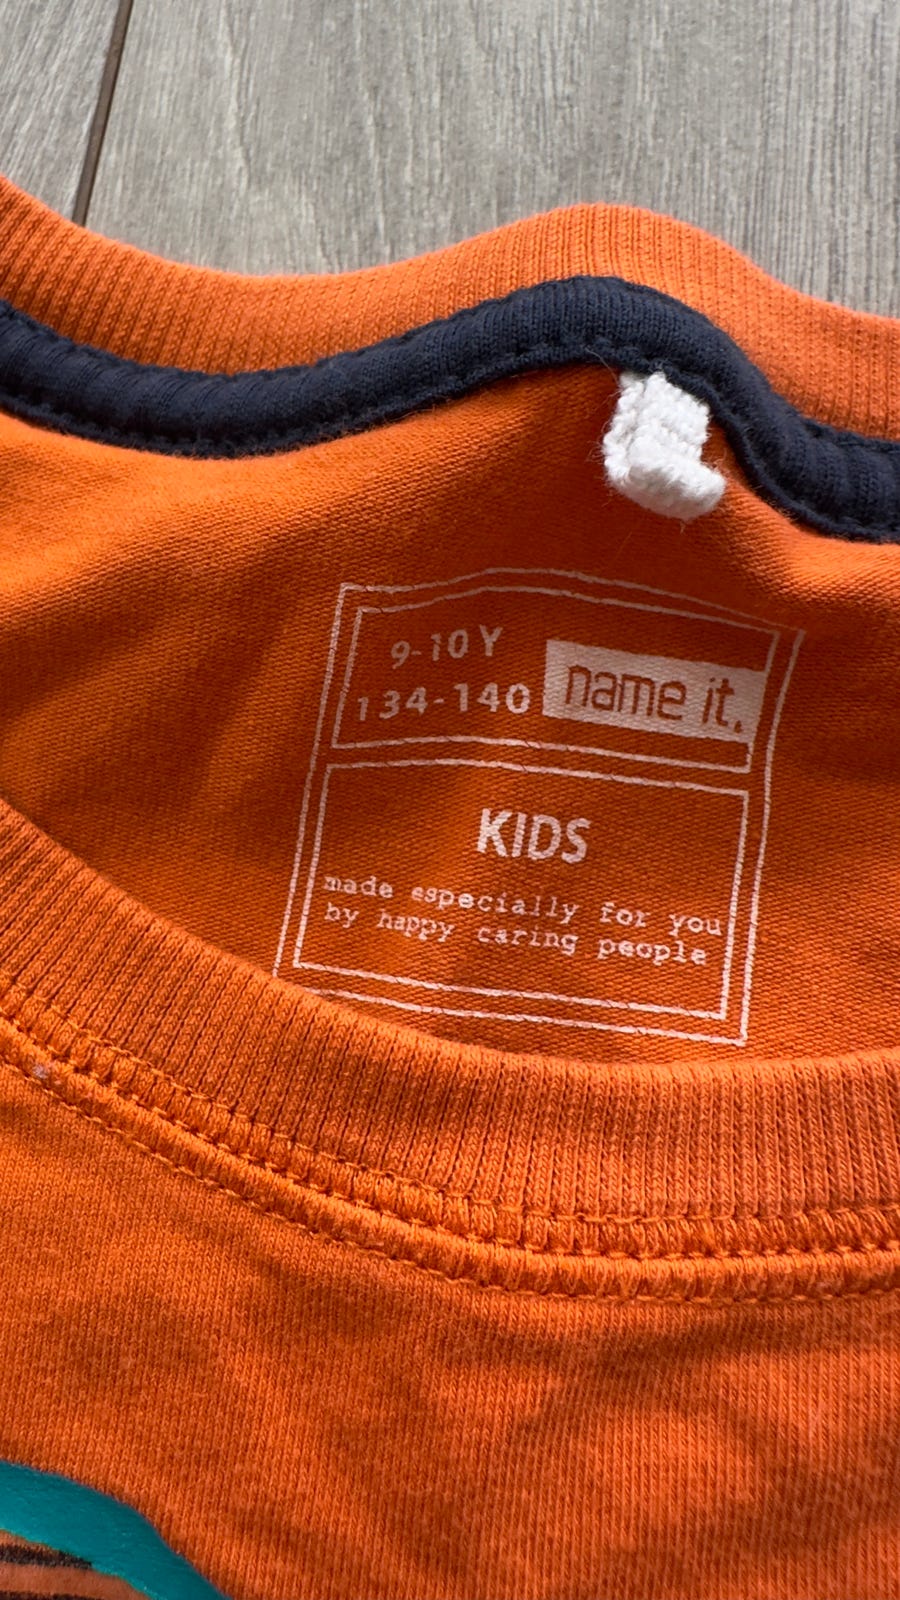 9-10 Y
134-140
name it.
KIDS
made especially for you
by happy caring people